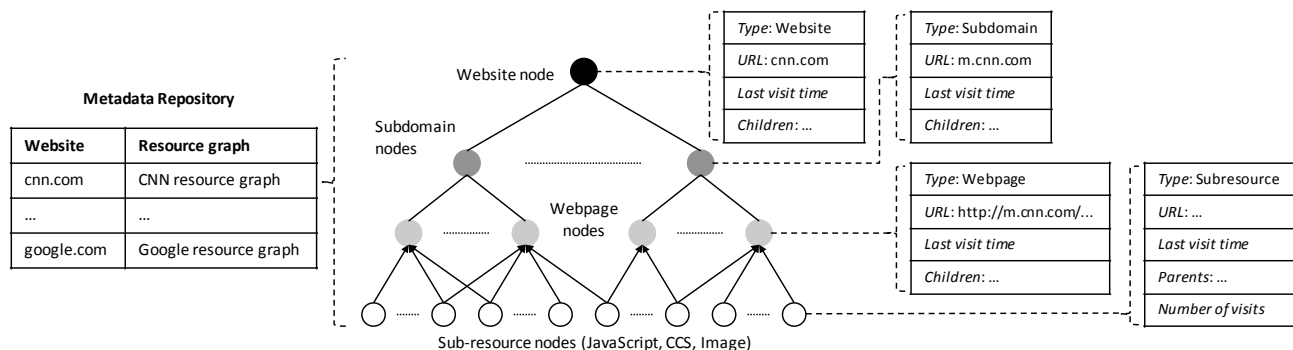 Metadata Repository
Website Resource graph
cnn.com CNN resource graph
... ...
google.com Google resource graph
Website node
Subdomain
nodes
Webpage
nodes
Sub-resource nodes (JavaScript, CCS, Image)
Type: Website
URL: cnn.com
Last visit time
Children: ...
Type: Subdomain
URL: m.cnn.com
Last visit time
Children: ...
Type: Webpage
URL: http://m.cnn.com/...
Last visit time
Children: ...
Type: Subresource
URL: ...
Last visit time
Parents: ...
Number of visits